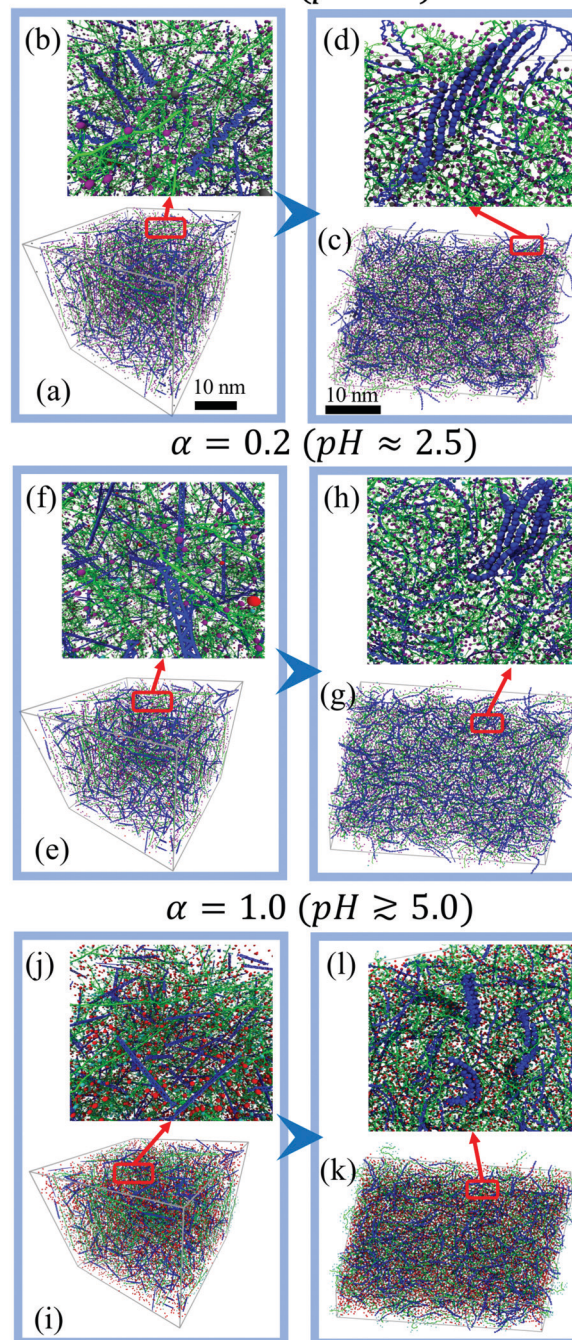 (b)
(d)
(c)
(a)
10 nm
10 nm
α = 0.2 (pH ≈ 2.5)
(f)
(h)
(g)
(e)
α = 1.0 (pH ≳ 5.0)
(j)
(l)
(k)
(i)